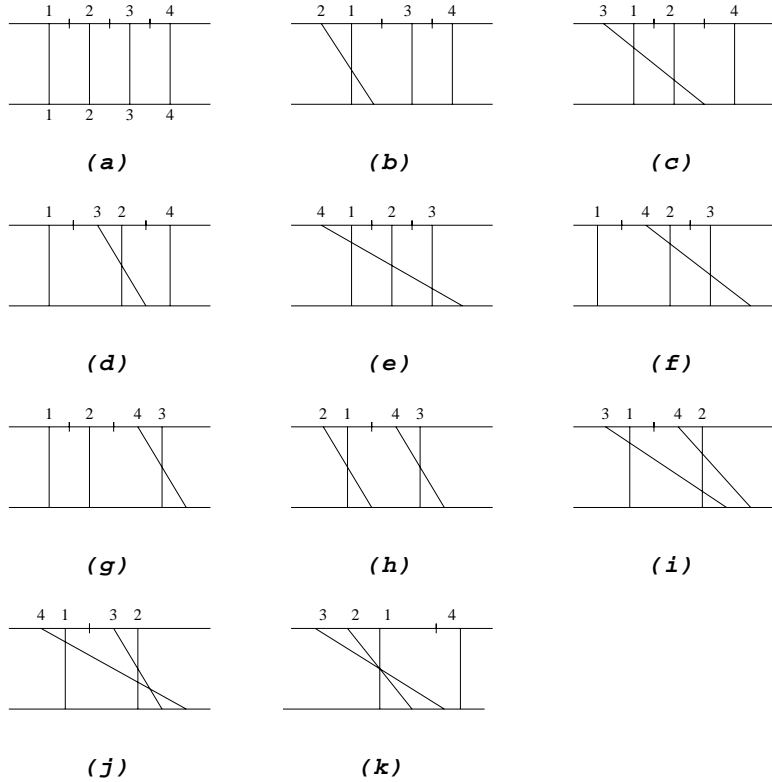 1 2 3 4
2 1 3 4
3 1 2 4
1 2 3 4
(a) (b) (c)
1 3 2 4
4 1 2 3
1 4 2 3
(d) (e) (f)
1 2 4 3
2 1 4 3
3 1 4 2
(g) (h) (i)
4 1 3 2
3 2 1 4
(j) (k)